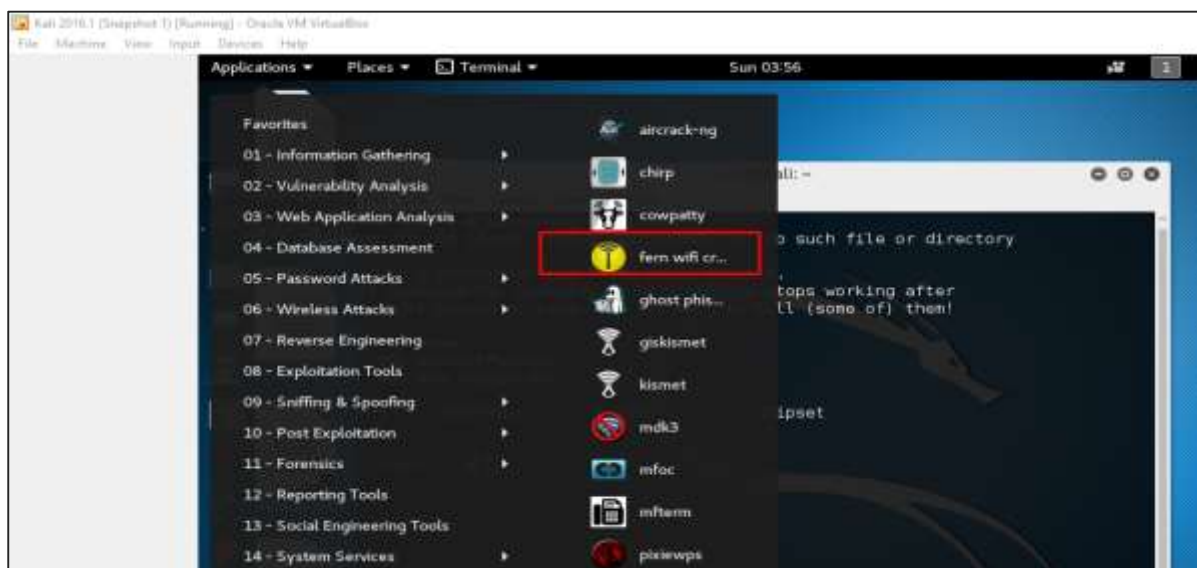 Kali 2016.1 (Snapshot 1) [Running] - Oracle VM VirtualBox
File Machine View Input Devices Help
Applications Places Terminal Sun 03:56 1
Favorites
01 - Information Gathering
02 - Vulnerability Analysis
03 - Web Application Analysis
04 - Database Assessment
05 - Password Attacks
06 - Wireless Attacks
07 - Reverse Engineering
08 - Exploitation Tools
09 - Sniffing & Spoofing
10 - Post Exploitation
11 - Forensics
12 - Reporting Tools
13 - Social Engineering Tools
14 - System Services
aircrack-ng
chirp
cowpatty
fern wifi cr...
ghost phis...
giskismet
kismet
mdk3
mfoc
mfterm
pixiewps
ali: ~
such file or directory
tops working after
ll (some of) them!
ipset